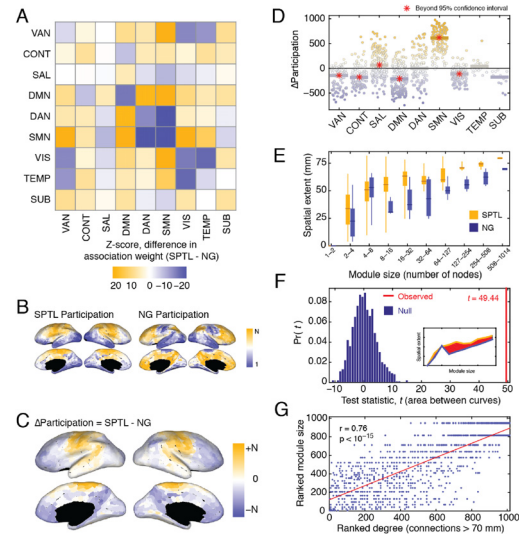 A
VAN
CONT
SAL
DMN
DAN
SMN
VIS
TEMP
SUB
VAN
CONT
SAL
DMN
DAN
SMN
VIS
TEMP
SUB
Z-score, difference in
association weight (SPTL - NG)
20 10 0 -10 -20
B
SPTL Participation
NG Participation
N
1
C
ΔParticipation = SPTL - NG
+N
0
−N
D
✳ Beyond 95% confidence interval
ΔParticipation
1000
500
0
-500
VAN
CONT
SAL
DMN
DAN
SMN
VIS
TEMP
SUB
E
Spatial extent (mm)
75
50
25
0
SPTL
NG
1–2
2–4
4–8
8–16
16–32
32–64
64–127
127–254
254–508
508–1014
Module size (number of nodes)
F
Pr(t)
0.08
0.06
0.04
0.02
0
Observed
Null
t = 49.44
Spatial extent
Module size
-10 0 10 20 30 40 50
Test statistic, t (area between curves)
G
r = 0.76
p < 10⁻¹⁵
Ranked module size
1000
900
800
700
600
500
400
300
200
100
0
0 200 400 600 800 1000
Ranked degree (connections > 70 mm)